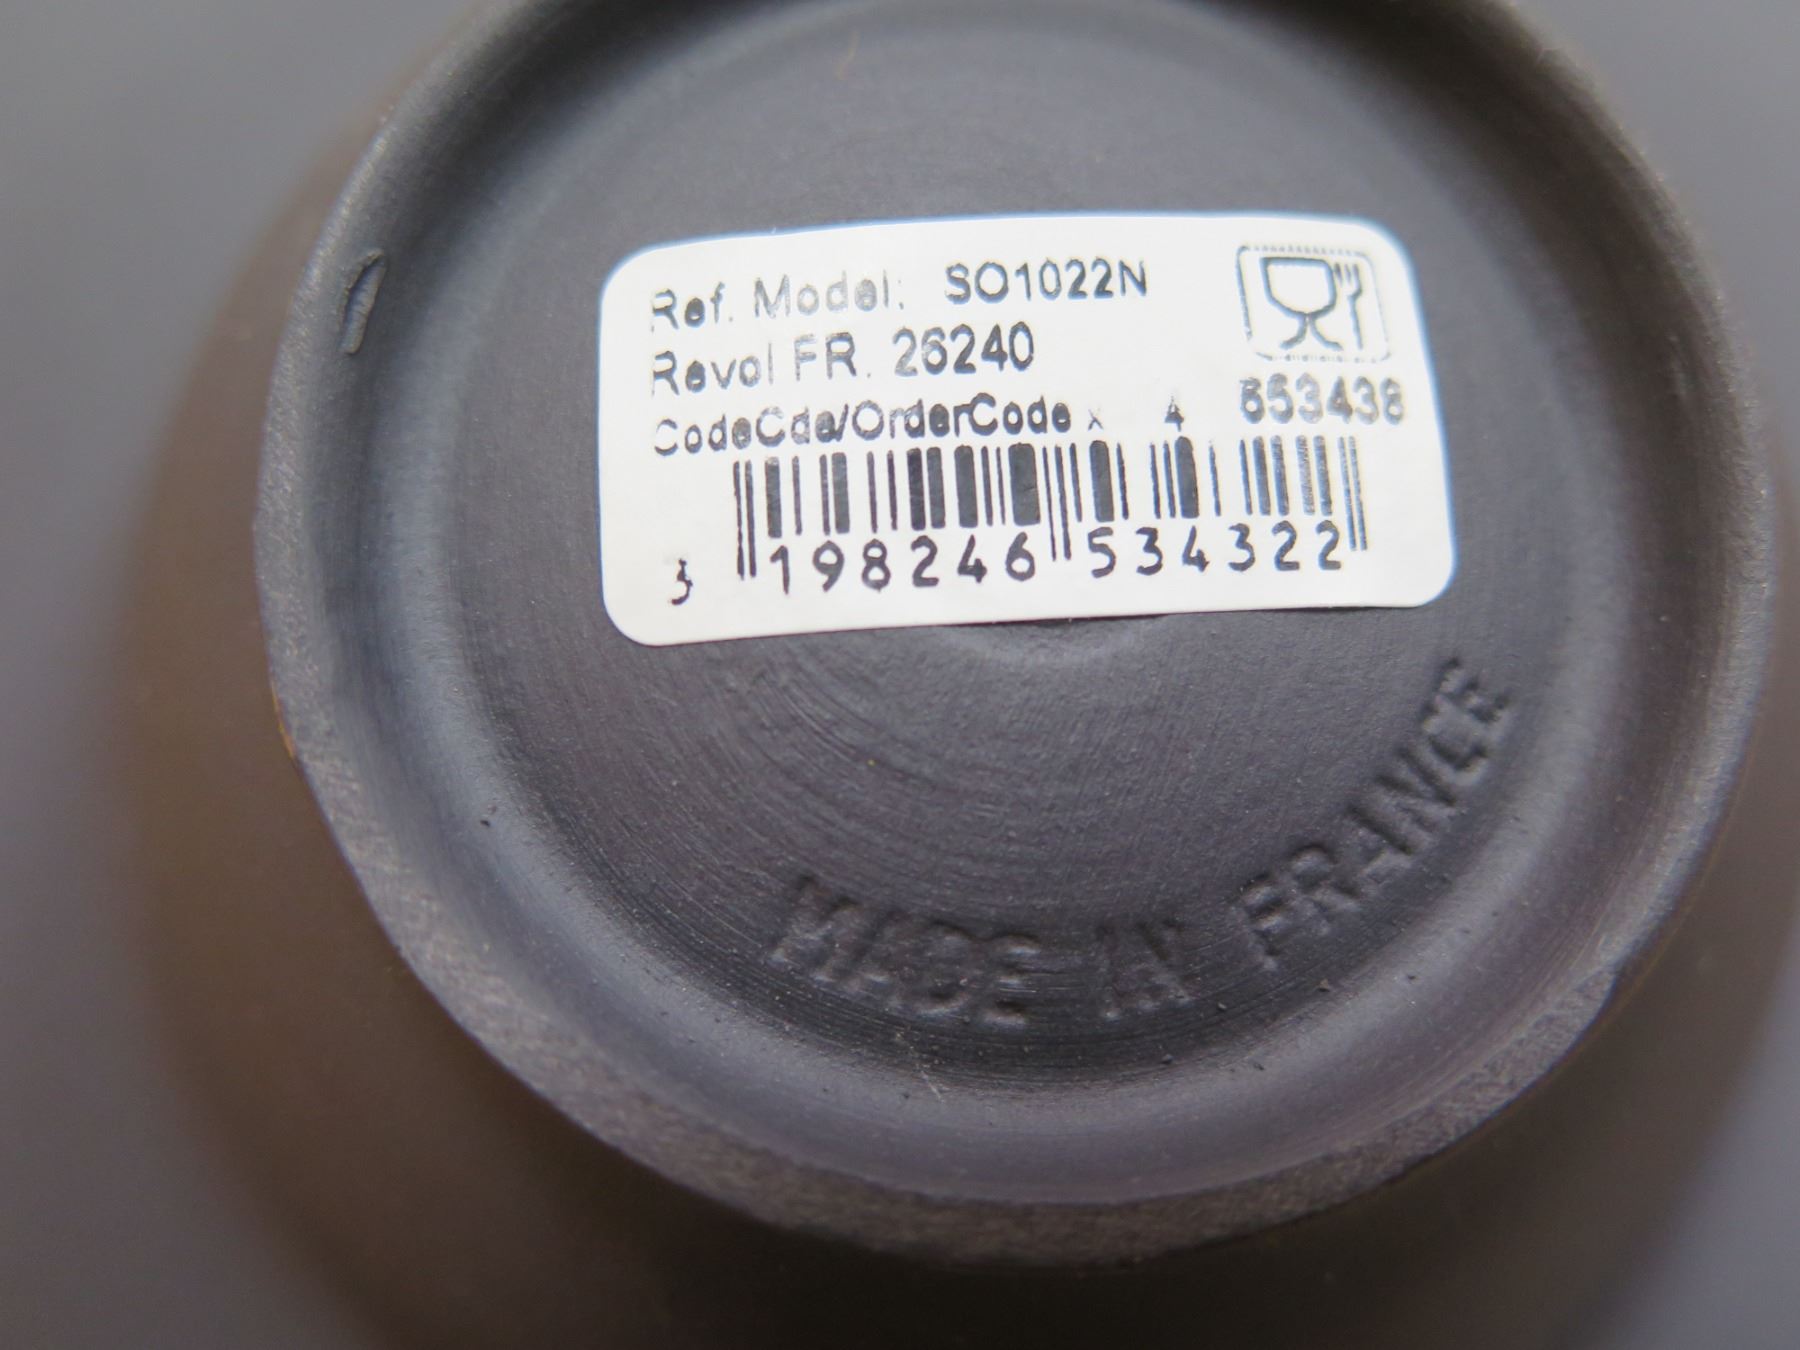 Ref. Model: SO1022N
Revol FR. 26240
CodeCde/OrderCode x 4 653438
3 198246 534322
MADE IN FRANCE